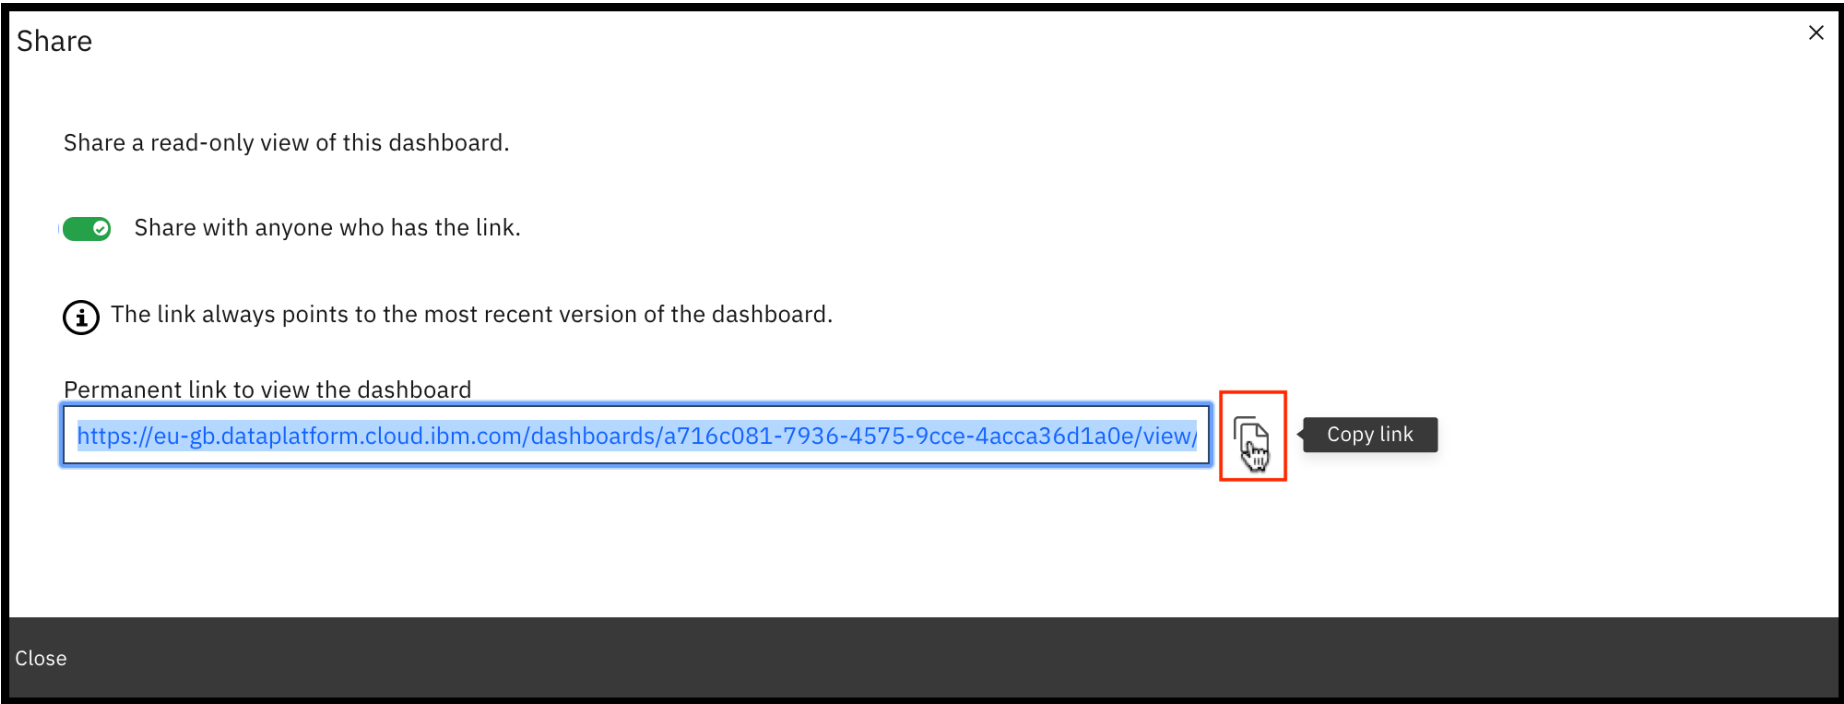 Share
Share a read-only view of this dashboard.
Share with anyone who has the link.
The link always points to the most recent version of the dashboard.
Permanent link to view the dashboard
https://eu-gb.dataplatform.cloud.ibm.com/dashboards/a716c081-7936-4575-9cce-4acca36d1a0e/view/
Copy link
Close